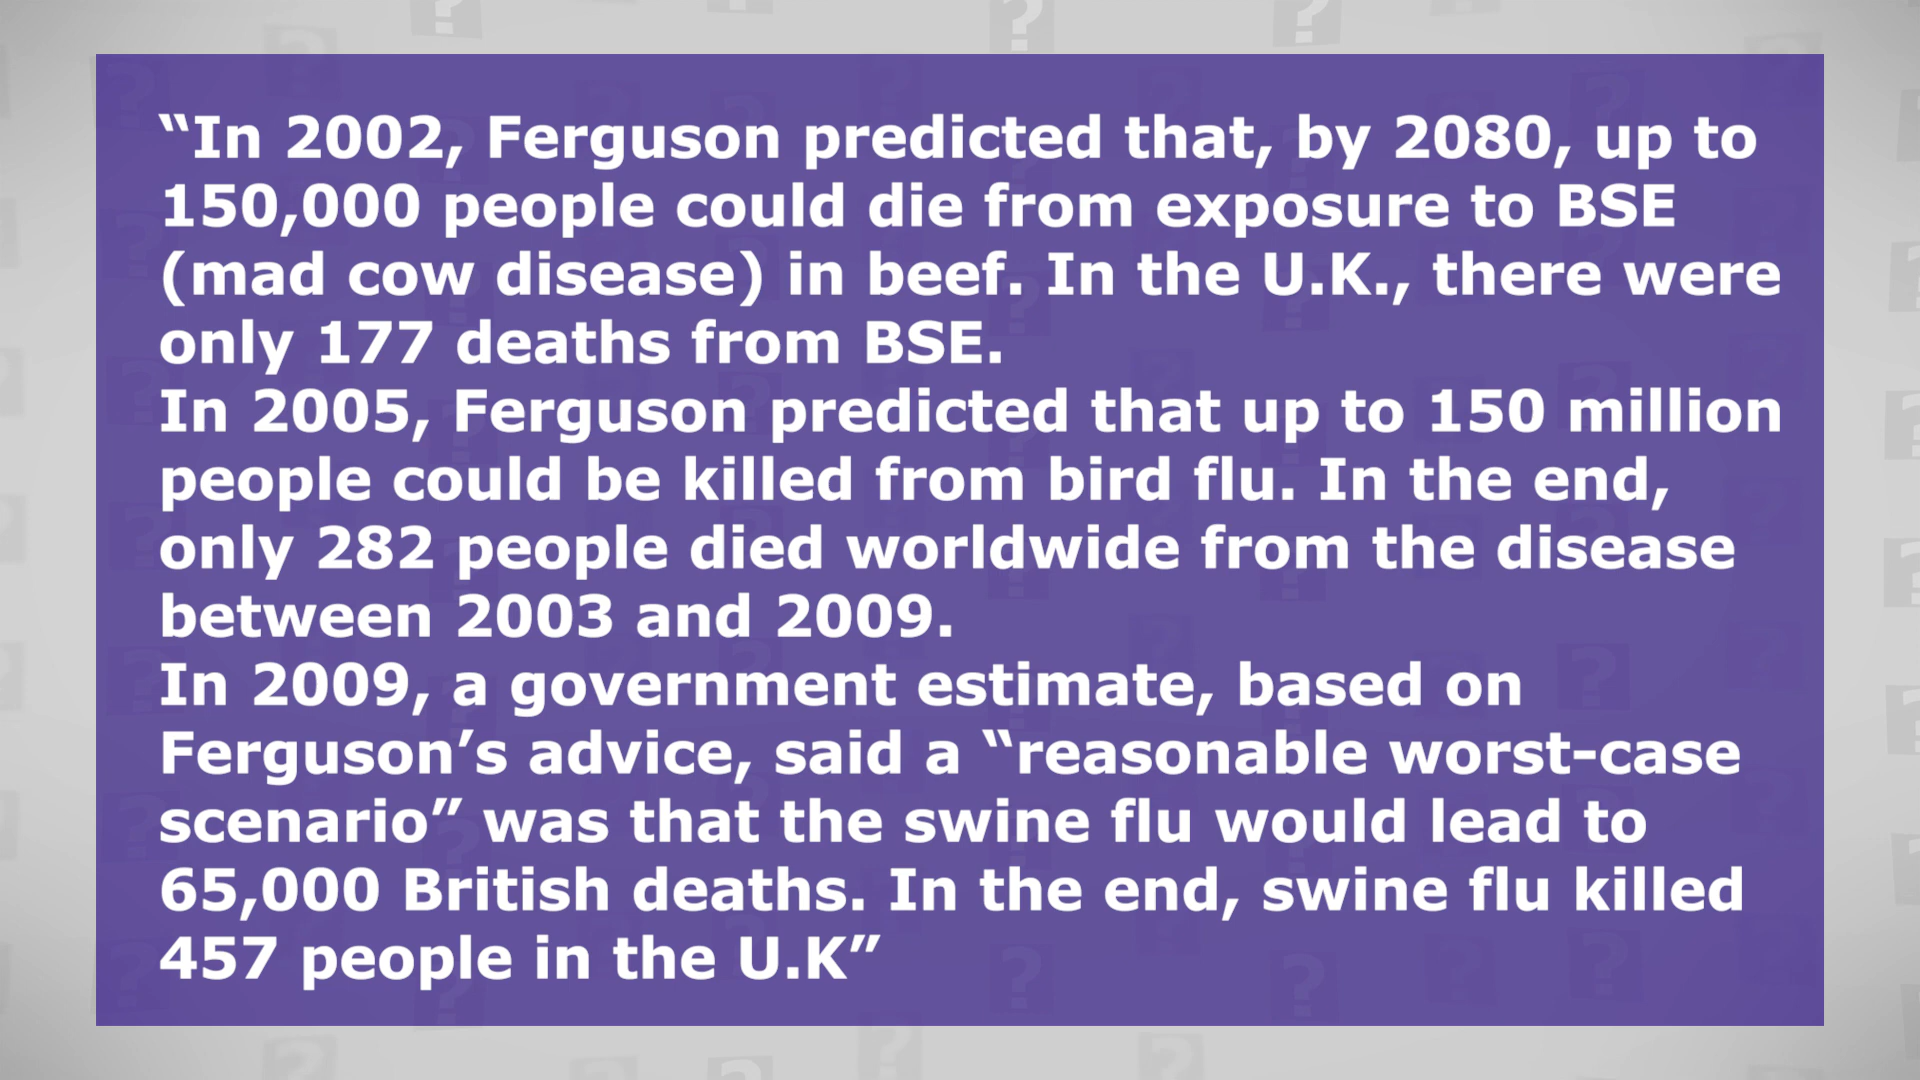 “In 2002, Ferguson predicted that, by 2080, up to
150,000 people could die from exposure to BSE
(mad cow disease) in beef. In the U.K., there were
only 177 deaths from BSE.
In 2005, Ferguson predicted that up to 150 million
people could be killed from bird flu. In the end,
only 282 people died worldwide from the disease
between 2003 and 2009.
In 2009, a government estimate, based on
Ferguson’s advice, said a “reasonable worst-case
scenario” was that the swine flu would lead to
65,000 British deaths. In the end, swine flu killed
457 people in the U.K”